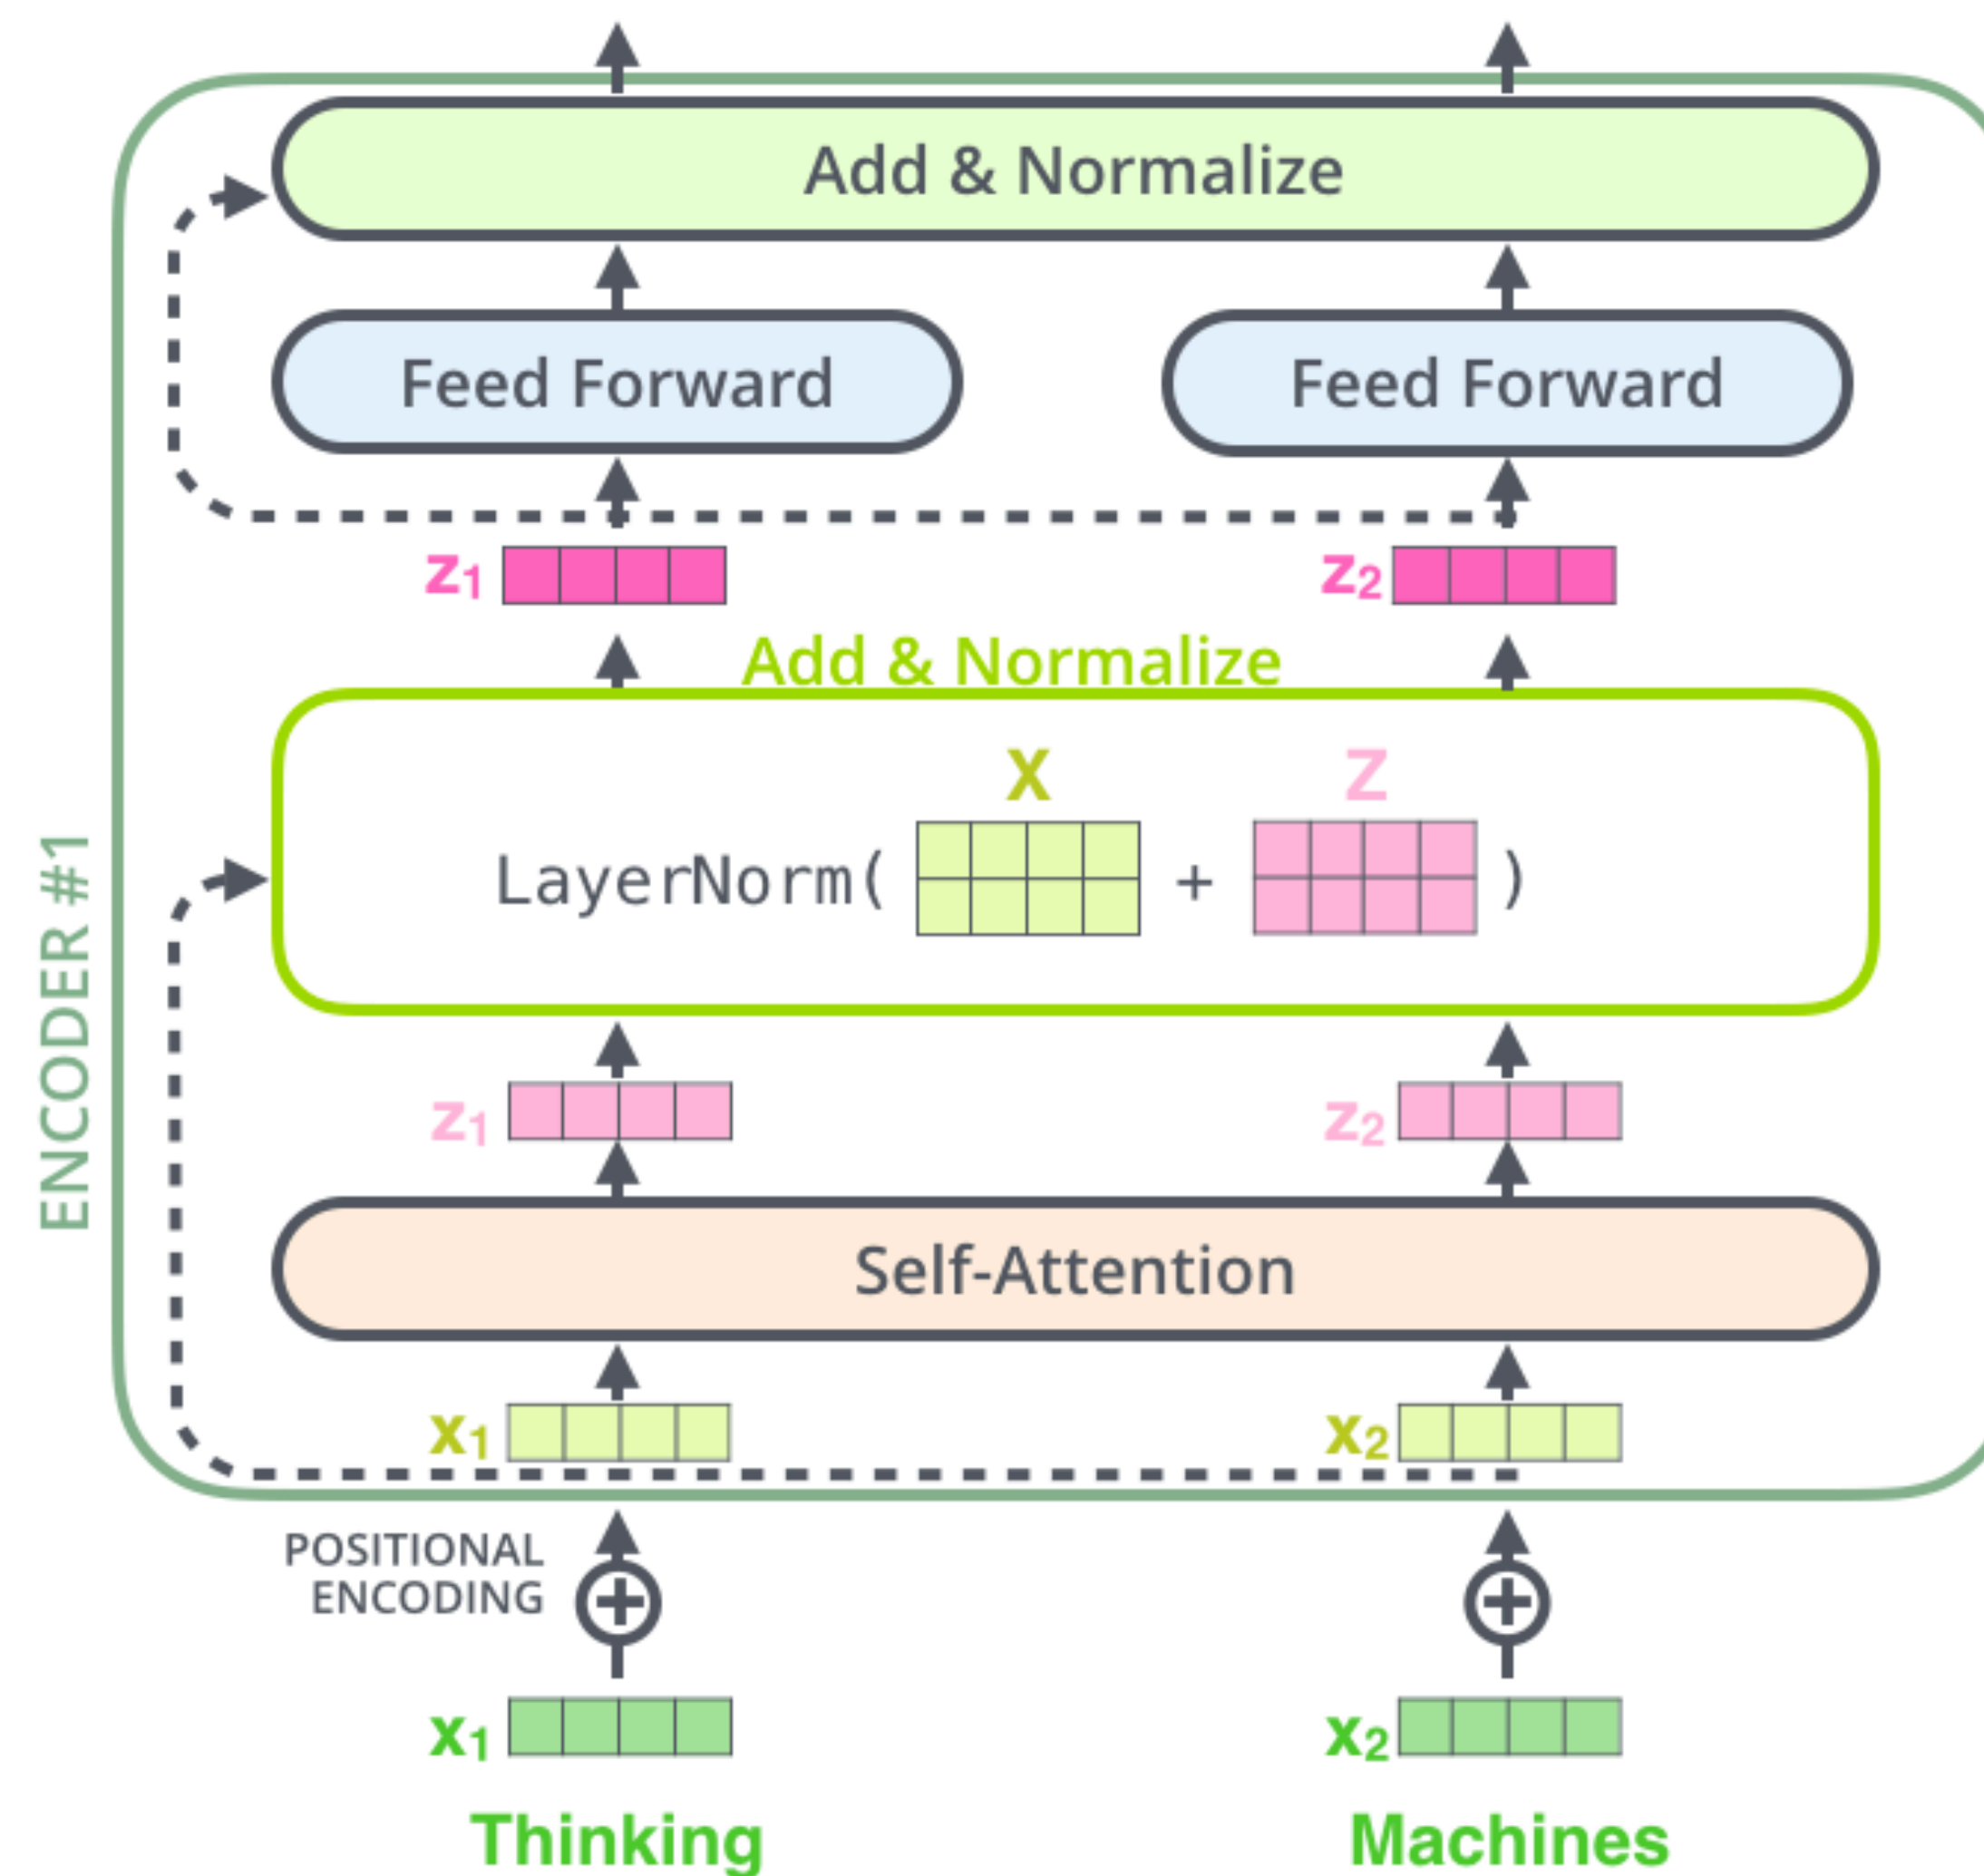 Add & Normalize
Feed Forward
Feed Forward
z1
z2
Add & Normalize
X
Z
LayerNorm(
+
)
ENCODER #1
z1
z2
Self-Attention
x1
x2
POSITIONAL
ENCODING
x1
x2
Thinking
Machines